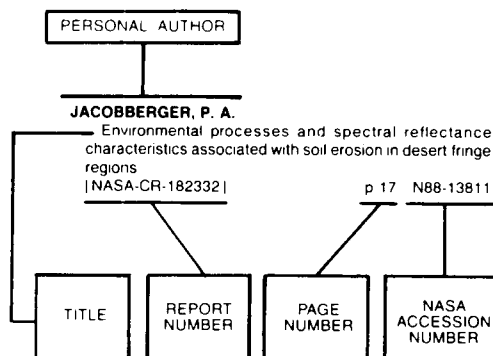 PERSONAL AUTHOR
JACOBBERGER, P. A.
Environmental processes and spectral reflectance
characteristics associated with soil erosion in desert fringe
regions
[NASA-CR-182332] p 17 N88-13811
TITLE
REPORT
NUMBER
PAGE
NUMBER
NASA
ACCESSION
NUMBER